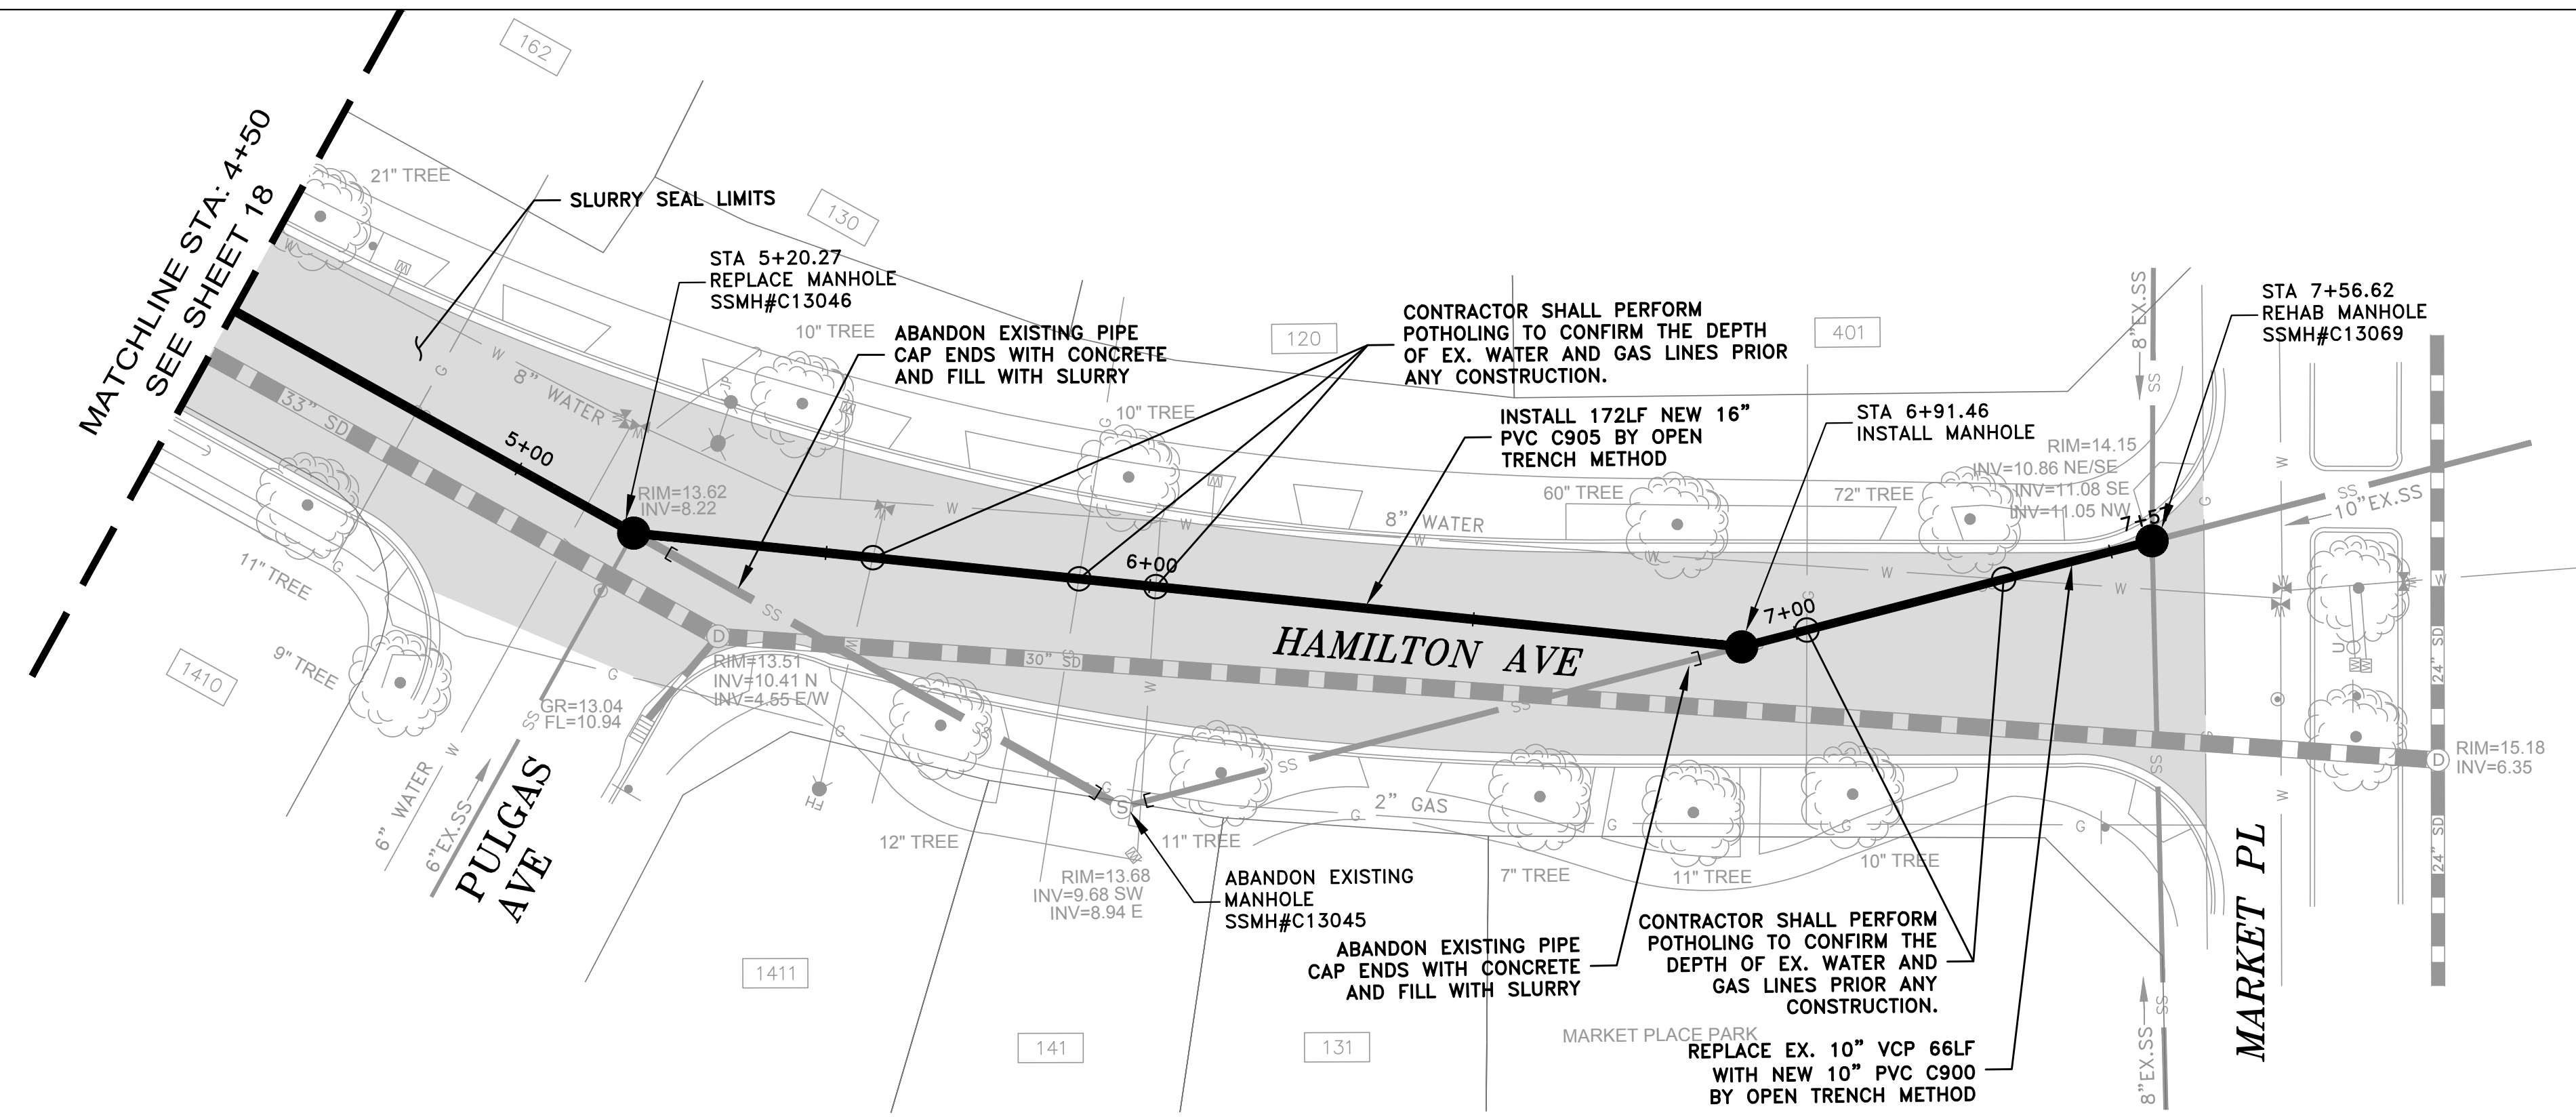 162
MATCHLINE STA: 4+50
SEE SHEET 18
21" TREE
SLURRY SEAL LIMITS
130
STA 5+20.27
REPLACE MANHOLE
SSMH#C13046
10" TREE
ABANDON EXISTING PIPE
CAP ENDS WITH CONCRETE
AND FILL WITH SLURRY
120
CONTRACTOR SHALL PERFORM
POTHOLING TO CONFIRM THE DEPTH
OF EX. WATER AND GAS LINES PRIOR
ANY CONSTRUCTION.
401
8"EX.SS
SS
STA 7+56.62
REHAB MANHOLE
SSMH#C13069
INSTALL 172LF NEW 16”
PVC C905 BY OPEN
TRENCH METHOD
STA 6+91.46
INSTALL MANHOLE
RIM=14.15
INV=10.86 NE/SE
INV=11.08 SE
INV=11.05 NW
10" TREE
60" TREE
72" TREE
8” WATER
JP
33” SD
5+00
RIM=13.62
INV=8.22
W
G
8” WATER
SS
10”EX.SS
7+57
6+00
7+00
HAMILTON AVE
11" TREE
9" TREE
1410
SS
D
30” SD
RIM=13.51
INV=10.41 N
INV=4.55 E/W
GR=13.04
FL=10.94
24” SD
RIM=15.18
INV=6.35
D
6” WATER
6”EX.SS
PULGAS
AVE
FH
12" TREE
S
SS
2” GAS
11" TREE
7" TREE
11" TREE
10" TREE
24” SD
RIM=13.68
INV=9.68 SW
INV=8.94 E
ABANDON EXISTING
MANHOLE
SSMH#C13045
ABANDON EXISTING PIPE
CAP ENDS WITH CONCRETE
AND FILL WITH SLURRY
CONTRACTOR SHALL PERFORM
POTHOLING TO CONFIRM THE
DEPTH OF EX. WATER AND
GAS LINES PRIOR ANY
CONSTRUCTION.
MARKET PL
1411
141
131
MARKET PLACE PARK
REPLACE EX. 10” VCP 66LF
WITH NEW 10” PVC C900
BY OPEN TRENCH METHOD
8"EX.SS
SS